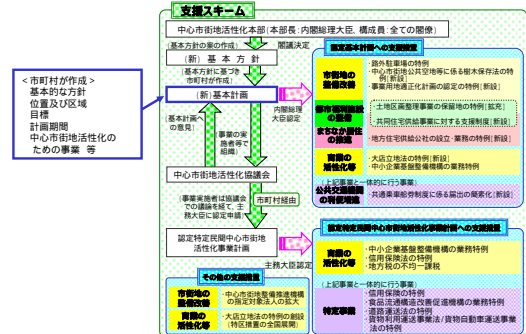 支援スキーム
中心市街地活性化本部(本部長:内閣総理大臣、構成員:全ての閣僚)
(基本方針の案の作成)
閣議決定
(新) 基 本 方 針
(基本方針に基づき
市町村が作成)
(新) 基本計画
<市町村が作成>
基本的な方針
位置及び区域
目標
計画期間
中心市街地活性化の
ための事業 等
内閣総理
大臣認定
(基本計画へ
の意見)
(事業の実
施者等で
組織)
中心市街地活性化協議会
(事業実施者は協議会
での議論を経て、主
務大臣に認定申請)
市町村経由
認定特定民間中心市街地
活性化事業計画
主務大臣認定
認定基本計画への支援措置
市街地の
整備改善
・路外駐車場の特例
・中心市街地公共空地等に係る樹木保存法の特
例[新設]
・事業用地適正化計画の認定の特例[新設]
都市福利施設
の整備
・土地区画整理事業の保留地の特例[拡充]
まちなか居住
の推進
・共同住宅供給事業に対する支援制度[新設]
・地方住宅供給公社の設立・業務の特例[新設]
商業の
活性化等
・大店立地法の特例[新設]
・中小企業基盤整備機構の業務特例
(上記事業と一体的に行う事業)
公共交通機関
の利便増進
・共通乗車船券制度に係る届出の簡素化[新設]
認定特定民間中心市街地活性化事業計画への支援措置
商業の
活性化等
・中小企業基盤整備機構の業務特例
・信用保険法の特例
・地方税の不均一課税
(上記事業と一体的に行う事業)
特定事業
・信用保険の特例
・食品流通構造改善促進機構の業務特例
・道路運送法の特例
・貨物利用運送事業法/貨物自動車運送事業
法の特例
その他の支援措置
市街地の
整備改善
・中心市街地整備推進機構
の指定対象法人の拡大
商業の
活性化等
・大店立地法の特例の創設
(特区措置の全国展開)